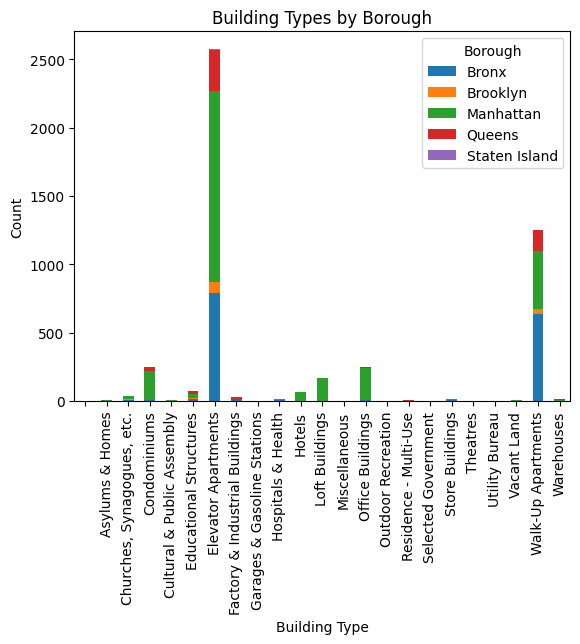 Building Types by Borough
Borough
Bronx
Brooklyn
Manhattan
Queens
Staten Island
2500
2000
1500
1000
500
0
Count
Asylums & Homes
Churches, Synagogues, etc.
Condominiums
Cultural & Public Assembly
Educational Structures
Elevator Apartments
Factory & Industrial Buildings
Garages & Gasoline Stations
Hospitals & Health
Hotels
Loft Buildings
Miscellaneous
Office Buildings
Outdoor Recreation
Residence - Multi-Use
Selected Government
Store Buildings
Theatres
Utility Bureau
Vacant Land
Walk-Up Apartments
Warehouses
Building Type